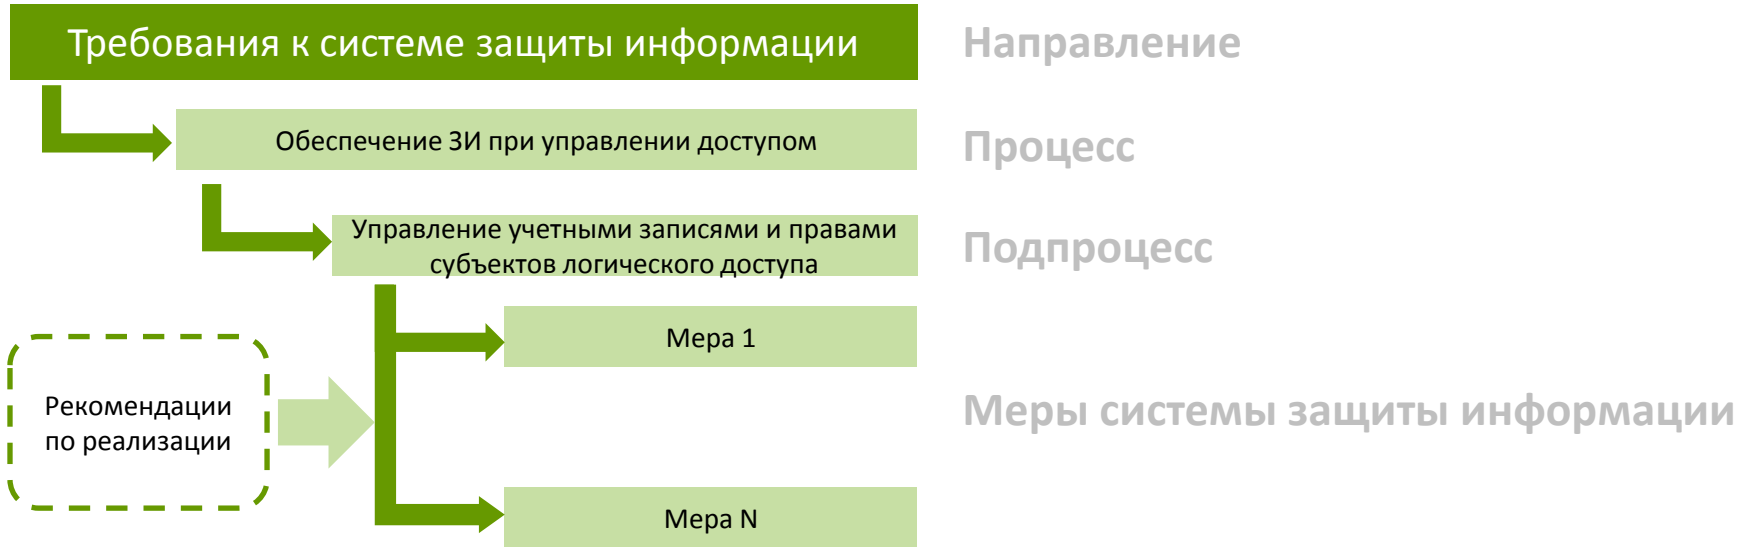 Требования к системе защиты информации
Направление
Обеспечение ЗИ при управлении доступом
Процесс
Управление учетными записями и правами
субъектов логического доступа
Подпроцесс
Мера 1
Рекомендации
по реализации
Меры системы защиты информации
Мера N